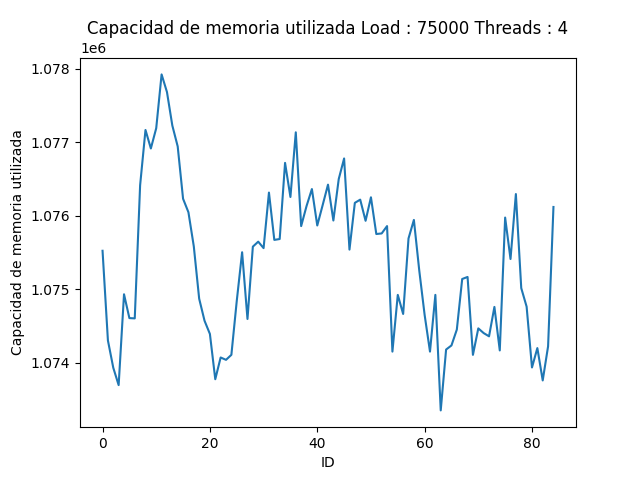 Capacidad de memoria utilizada Load : 75000 Threads : 4
1e6
1.078
1.077
1.076
1.075
1.074
Capacidad de memoria utilizada
0 20 40 60 80
ID